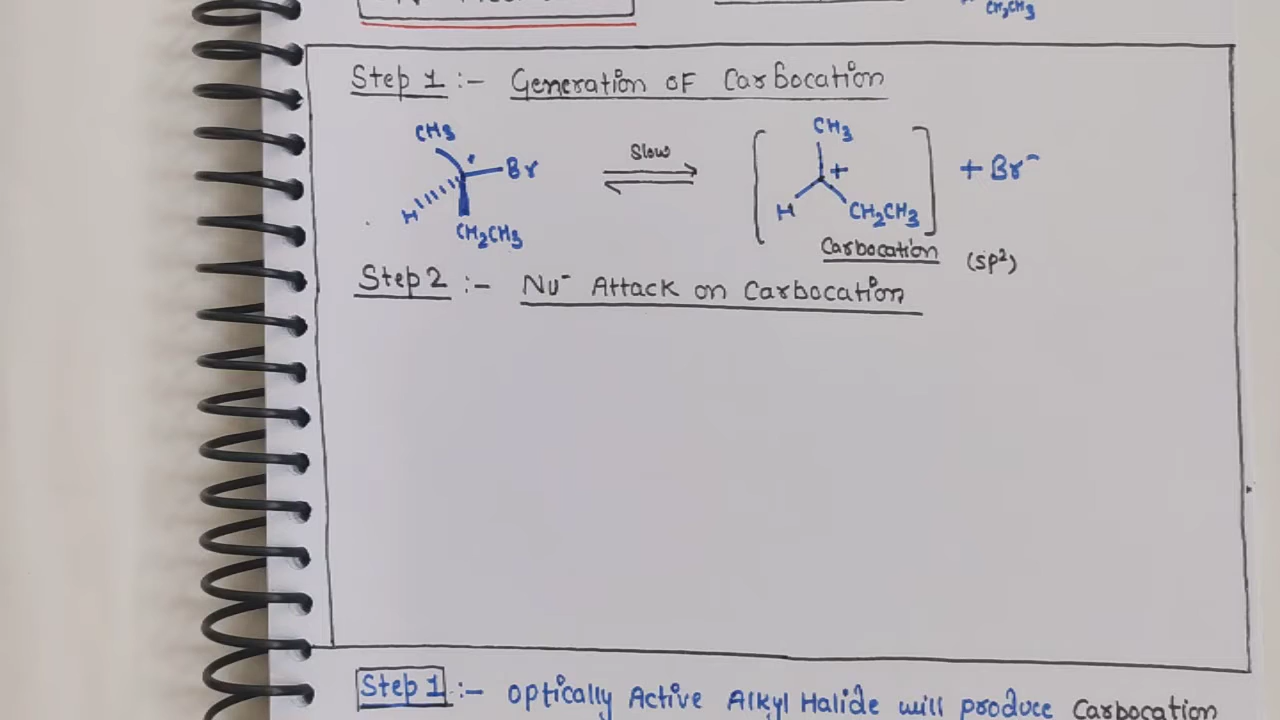 CH2CH3
Step 1 :- Generation of Carbocation
CH3
Br
H
CH2CH3
Slow
CH3
+
H
CH2CH3
+ Br-
Carbocation (sp²)
Step 2 :- Nu- Attack on Carbocation
Step 1 :- Optically Active Alkyl Halide will produce Carbocation